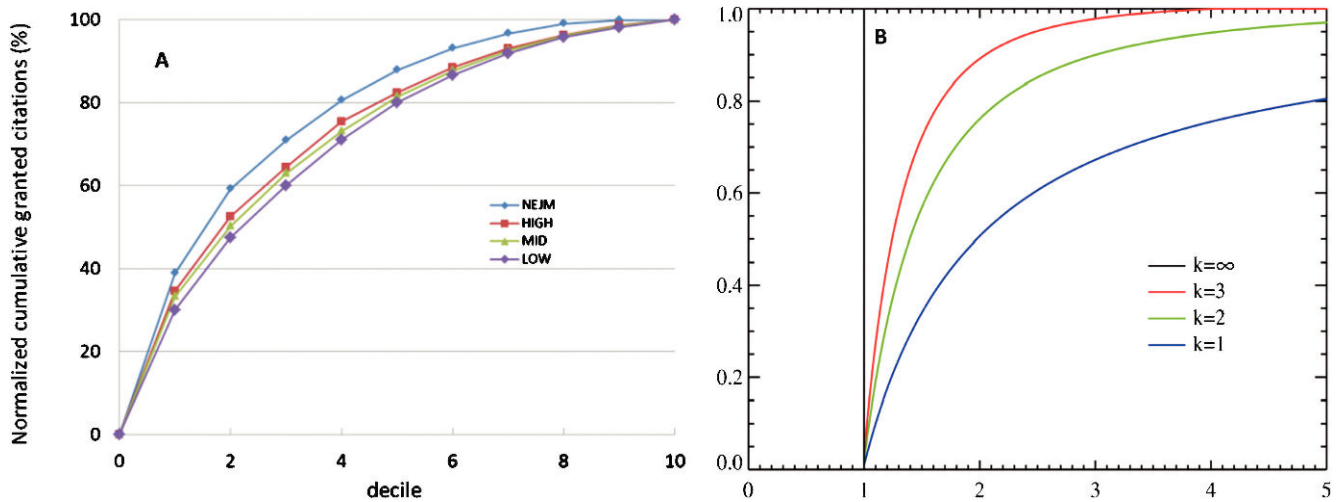 Normalized cumulative granted citations (%)
100
80
60
40
20
0
A
NEJM
HIGH
MID
LOW
0 2 4 6 8 10
decile
1.0
0.8
0.6
0.4
0.2
0.0
B
k=∞
k=3
k=2
k=1
0 1 2 3 4 5